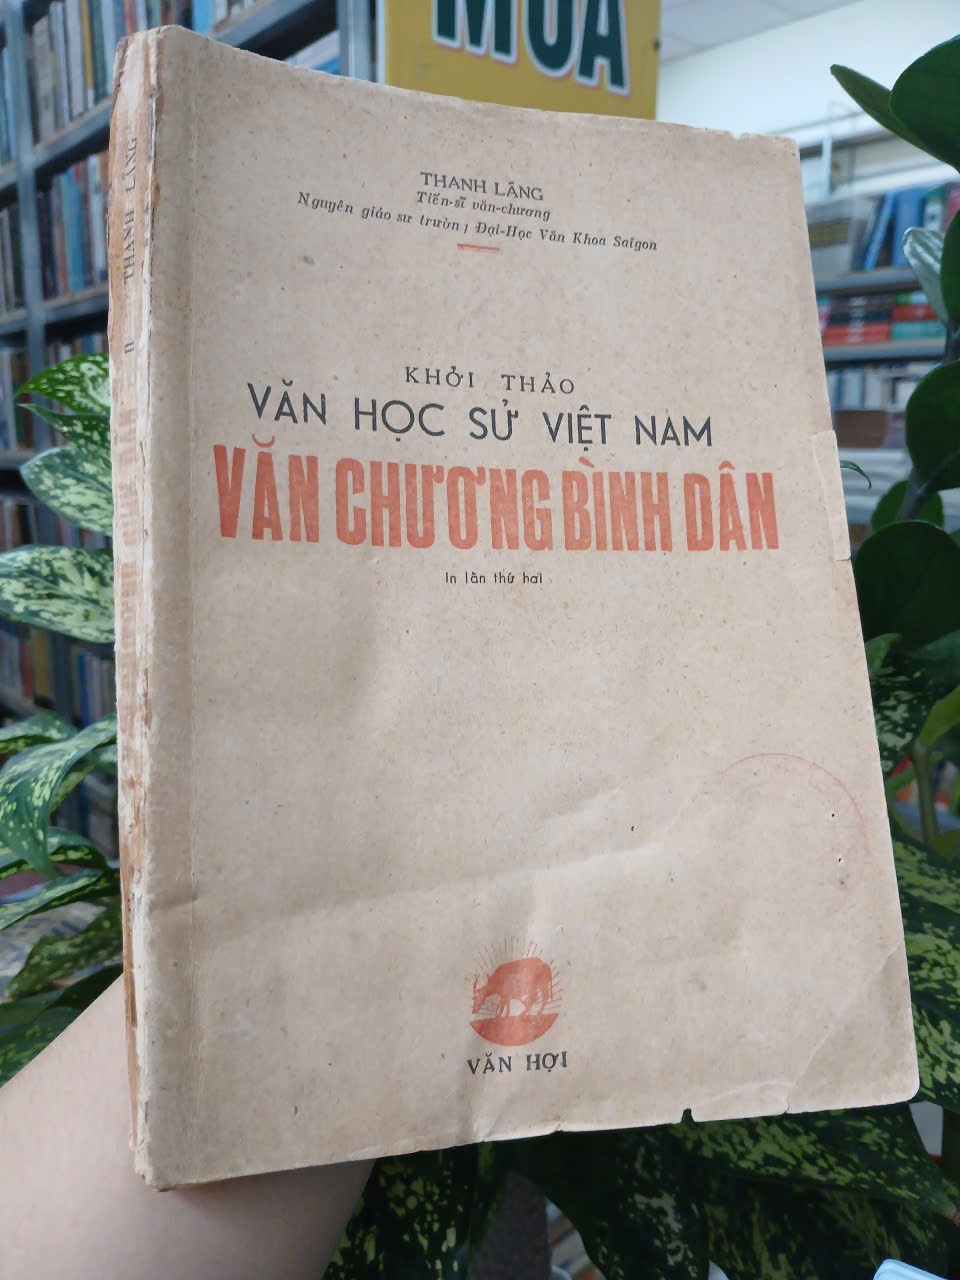 MUA
THANH LÃNG
Tiến-sĩ văn-chương
Nguyên giáo sư trườn; Đại-Học Văn Khoa Saigon
KHỞI THẢO
VĂN HỌC SỬ VIỆT NAM
VĂN CHƯƠNG BÌNH DÂN
In lần thứ hai
VĂN HỢI
THANH LÃNG
II